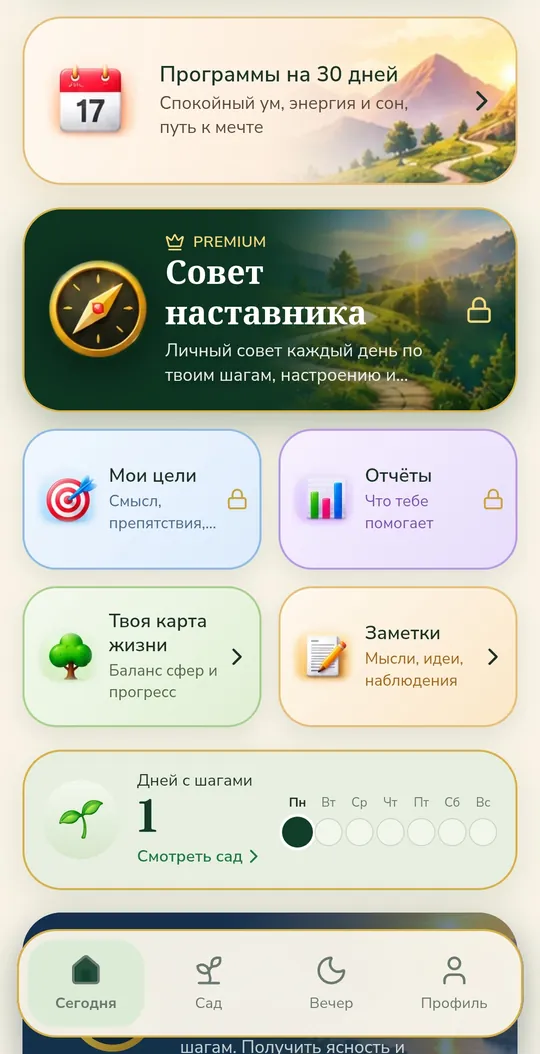 17
Программы на 30 дней
Спокойный ум, энергия и сон,
путь к мечте
PREMIUM
Совет
наставника
Личный совет каждый день по
твоим шагам, настроению и...
Мои цели
Смысл,
препятствия,...
Отчёты
Что тебе
помогает
Твоя карта
жизни
Баланс сфер и
прогресс
Заметки
Мысли, идеи,
наблюдения
Дней с шагами
1
Смотреть сад
Пн Вт Ср Чт Пт Сб Вс
Сегодня
Сад
Вечер
Профиль
шагам. Получить ясность и